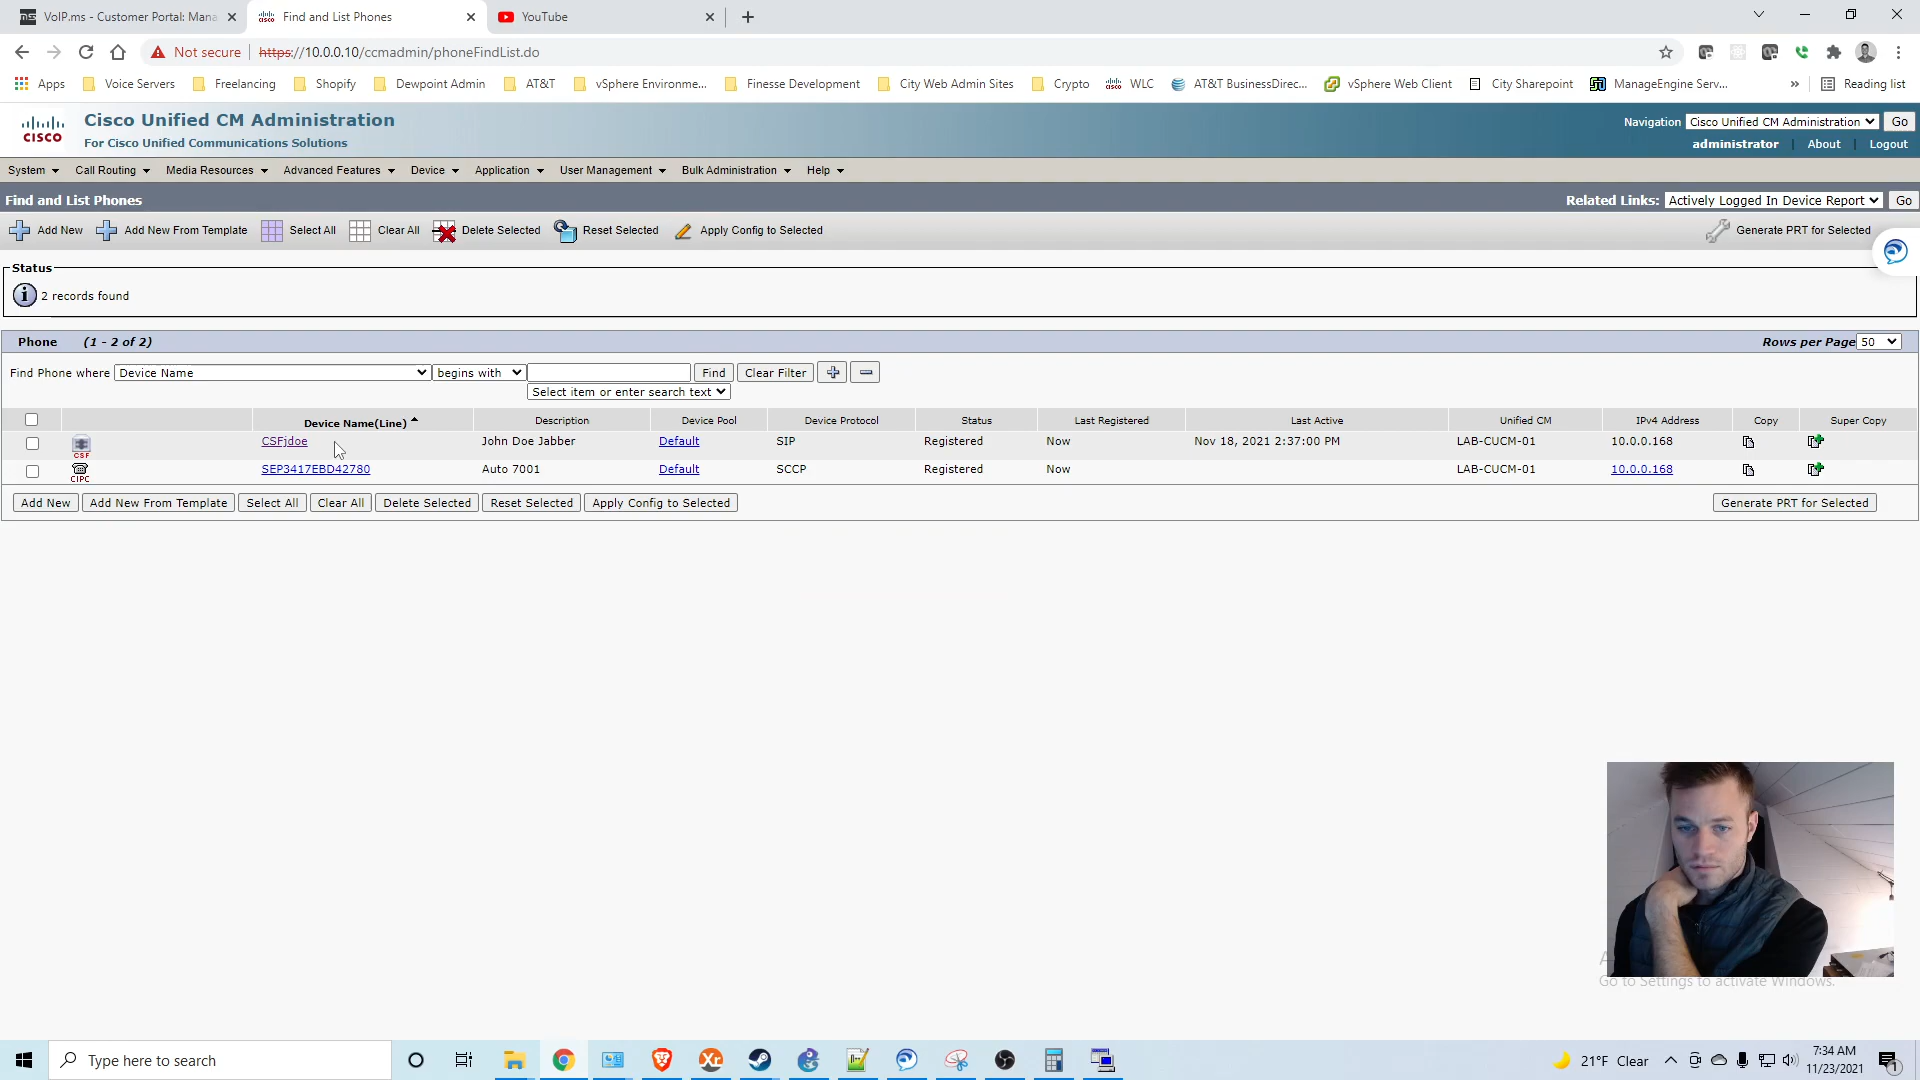 VoIP.ms - Customer Portal: Mana
Find and List Phones
YouTube
Not secure
https://10.0.0.10/ccmadmin/phoneFindList.do
Apps
Voice Servers
Freelancing
Shopify
Dewpoint Admin
AT&T
vSphere Environme...
Finesse Development
City Web Admin Sites
Crypto
WLC
AT&T BusinessDirec...
vSphere Web Client
City Sharepoint
ManageEngine Serv...
»
Reading list
CISCO
Cisco Unified CM Administration
For Cisco Unified Communications Solutions
Navigation Cisco Unified CM Administration Go
administrator | About | Logout
System Call Routing Media Resources Advanced Features Device Application User Management Bulk Administration Help
Find and List Phones
Related Links: Actively Logged In Device Report Go
Add New Add New From Template Select All Clear All Delete Selected Reset Selected Apply Config to Selected
Generate PRT for Selected
Status
2 records found
Phone (1 - 2 of 2)
Rows per Page 50
Find Phone where Device Name begins with Find Clear Filter
Select item or enter search text
Device Name(Line) Description Device Pool Device Protocol Status Last Registered Last Active Unified CM IPv4 Address Copy Super Copy
CSF CSFjdoe John Doe Jabber Default SIP Registered Now Nov 18, 2021 2:37:00 PM LAB-CUCM-01 10.0.0.168
CIPC SEP3417EBD42780 Auto 7001 Default SCCP Registered Now LAB-CUCM-01 10.0.0.168
Add New Add New From Template Select All Clear All Delete Selected Reset Selected Apply Config to Selected
Generate PRT for Selected
Go to Settings to activate Windows.
Type here to search
Xr
21°F Clear
7:34 AM
11/23/2021
1